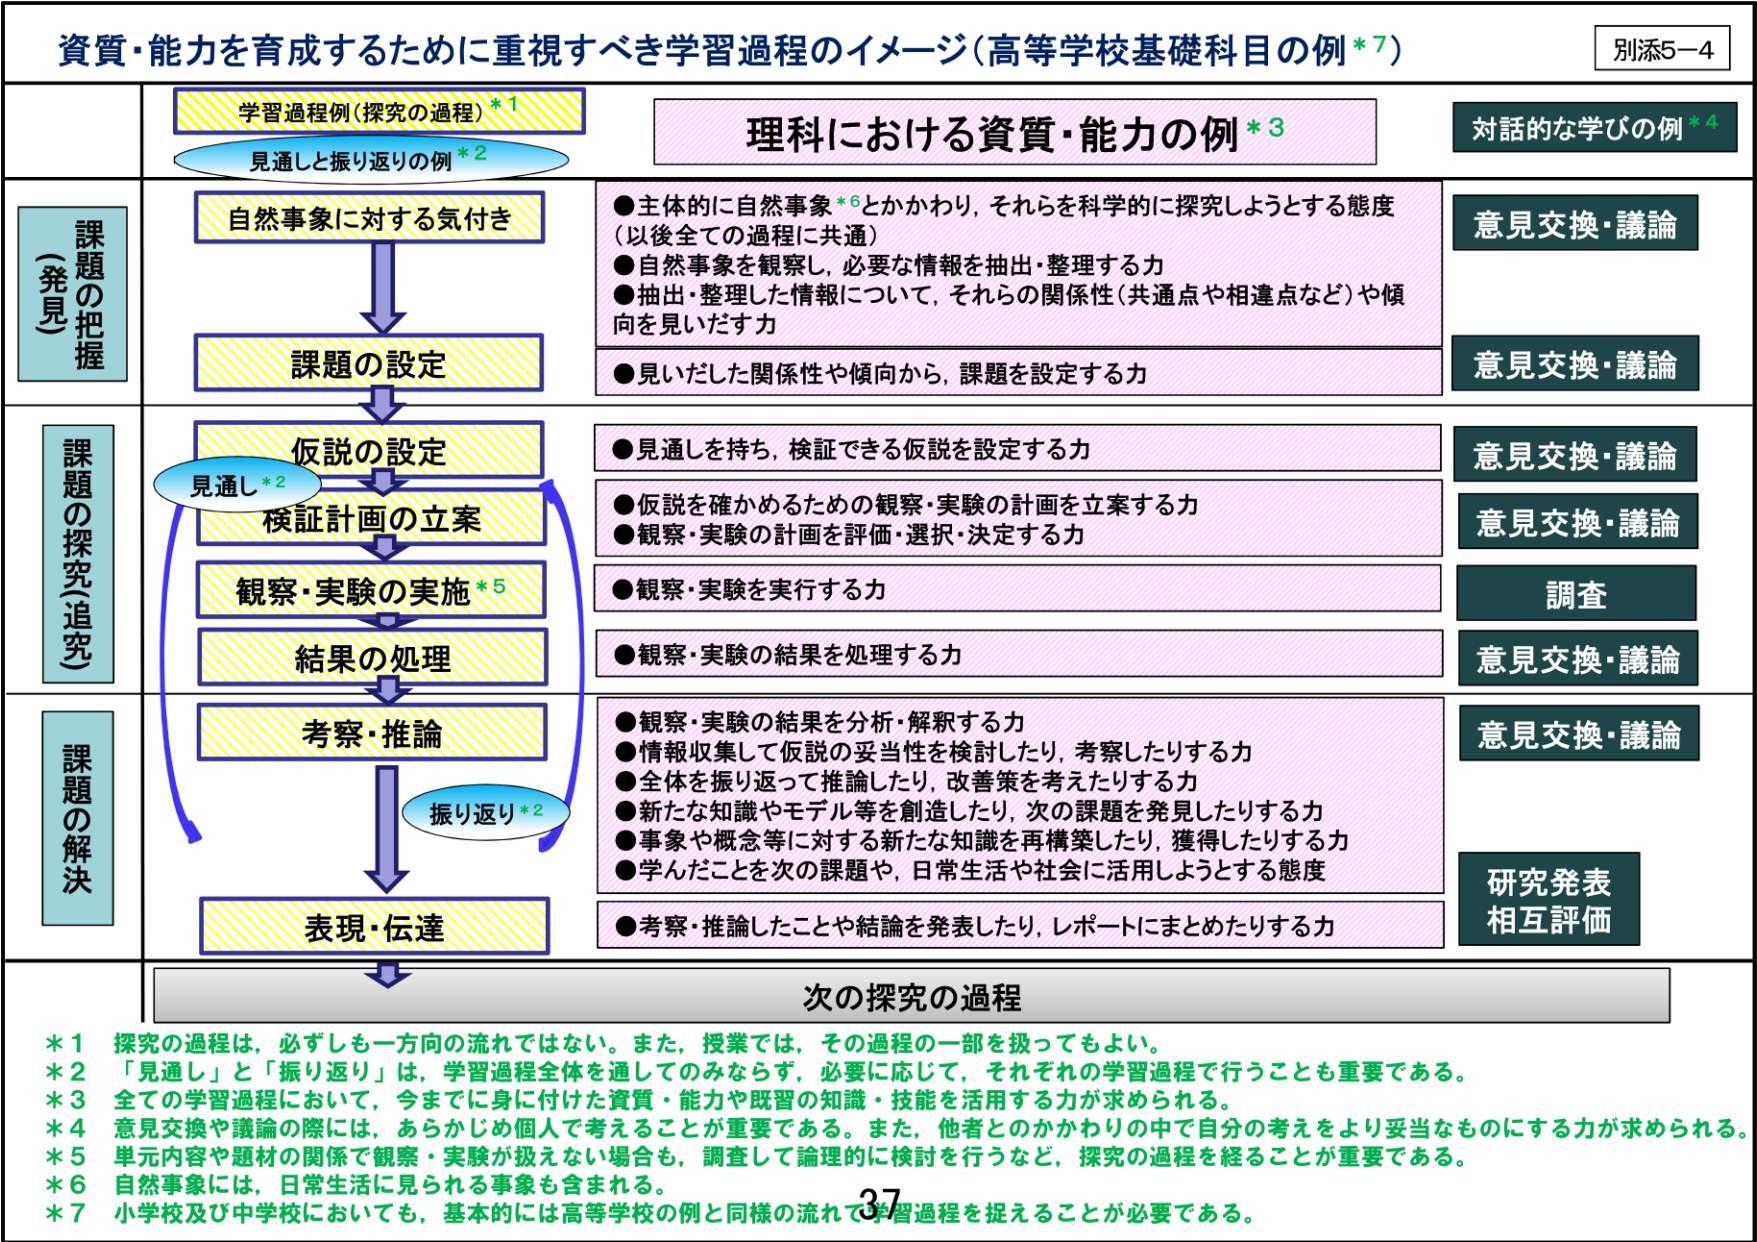 資質・能力を育成するために重視すべき学習過程のイメージ（高等学校基礎科目の例＊７）
別添5－4
学習過程例（探究の過程）＊１
見通しと振り返りの例＊２
理科における資質・能力の例＊３
対話的な学びの例＊４
課題の把握
（発見）
自然事象に対する気付き
●主体的に自然事象＊６とかかわり，それらを科学的に探究しようとする態度
（以後全ての過程に共通）
●自然事象を観察し，必要な情報を抽出・整理する力
●抽出・整理した情報について，それらの関係性（共通点や相違点など）や傾
向を見いだす力
意見交換・議論
課題の設定
●見いだした関係性や傾向から，課題を設定する力
意見交換・議論
課題の探究（追究）
仮説の設定
●見通しを持ち，検証できる仮説を設定する力
意見交換・議論
見通し＊２
検証計画の立案
●仮説を確かめるための観察・実験の計画を立案する力
●観察・実験の計画を評価・選択・決定する力
意見交換・議論
観察・実験の実施＊５
●観察・実験を実行する力
調査
結果の処理
●観察・実験の結果を処理する力
意見交換・議論
課題の解決
考察・推論
●観察・実験の結果を分析・解釈する力
●情報収集して仮説の妥当性を検討したり，考察したりする力
●全体を振り返って推論したり，改善策を考えたりする力
●新たな知識やモデル等を創造したり，次の課題を発見したりする力
●事象や概念等に対する新たな知識を再構築したり，獲得したりする力
●学んだことを次の課題や，日常生活や社会に活用しようとする態度
意見交換・議論
振り返り＊２
表現・伝達
●考察・推論したことや結論を発表したり，レポートにまとめたりする力
研究発表
相互評価
次の探究の過程
＊１　探究の過程は，必ずしも一方向の流れではない。また，授業では，その過程の一部を扱ってもよい。
＊２　「見通し」と「振り返り」は，学習過程全体を通してのみならず，必要に応じて，それぞれの学習過程で行うことも重要である。
＊３　全ての学習過程において，今までに身に付けた資質・能力や既習の知識・技能を活用する力が求められる。
＊４　意見交換や議論の際には，あらかじめ個人で考えることが重要である。また，他者とのかかわりの中で自分の考えをより妥当なものにする力が求められる。
＊５　単元内容や題材の関係で観察・実験が扱えない場合も，調査して論理的に検討を行うなど，探究の過程を経ることが重要である。
＊６　自然事象には，日常生活に見られる事象も含まれる。
＊７　小学校及び中学校においても，基本的には高等学校の例と同様の流れで学習過程を捉えることが必要である。
37